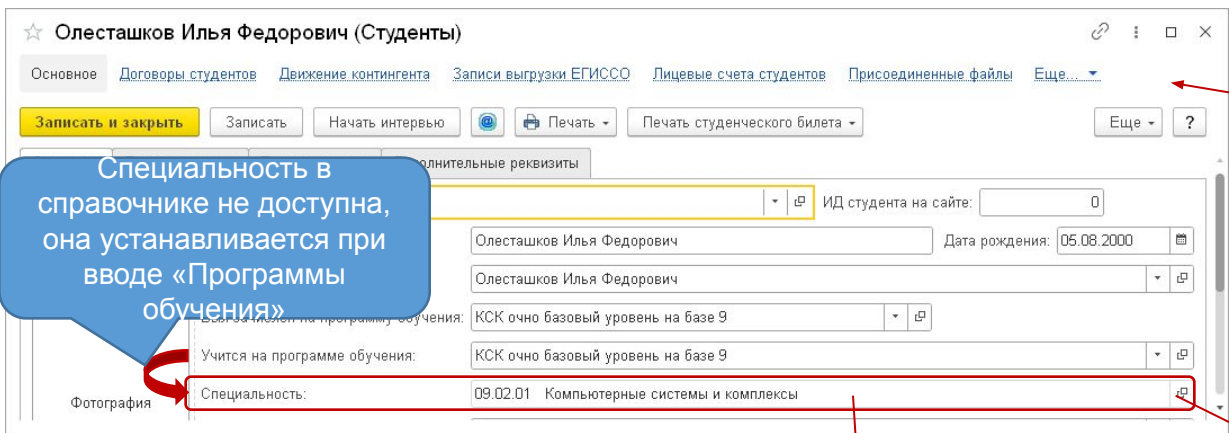 Олесташков Илья Федорович (Студенты)
Основное Договоры студентов Движение контингента Записи выгрузки ЕГИССО Лицевые счета студентов Присоединенные файлы Еще...
Записать и закрыть Записать Начать интервью @ Печать Печать студенческого билета Еще ?
реквизиты
Специальность в
справочнике не доступна,
она устанавливается при
вводе «Программы
обучения»
ИД студента на сайте: 0
Олесташков Илья Федорович Дата рождения: 05.08.2000
Олесташков Илья Федорович
на программу обучения: КСК очно базовый уровень на базе 9
Учится на программе обучения: КСК очно базовый уровень на базе 9
Специальность: 09.02.01 Компьютерные системы и комплексы
Фотография